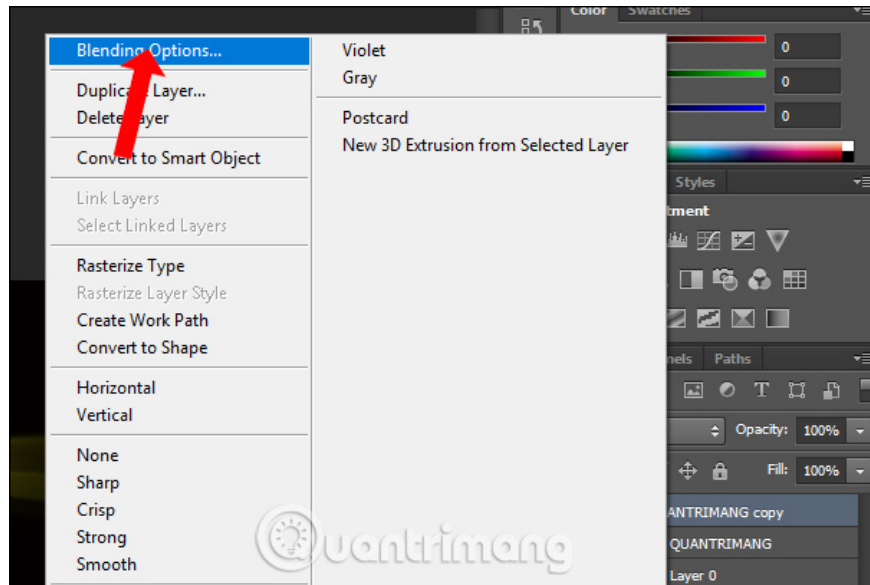 Color Swatches
Blending Options...
Duplicate Layer...
Delete Layer
Convert to Smart Object
Link Layers
Select Linked Layers
Rasterize Type
Rasterize Layer Style
Create Work Path
Convert to Shape
Horizontal
Vertical
None
Sharp
Crisp
Strong
Smooth
Violet
Gray
Postcard
New 3D Extrusion from Selected Layer
0
0
0
Styles
tment
nels Paths
T
Opacity: 100%
Fill: 100%
ANTRIMANG copy
QUANTRIMANG
Layer 0
Quantrimang